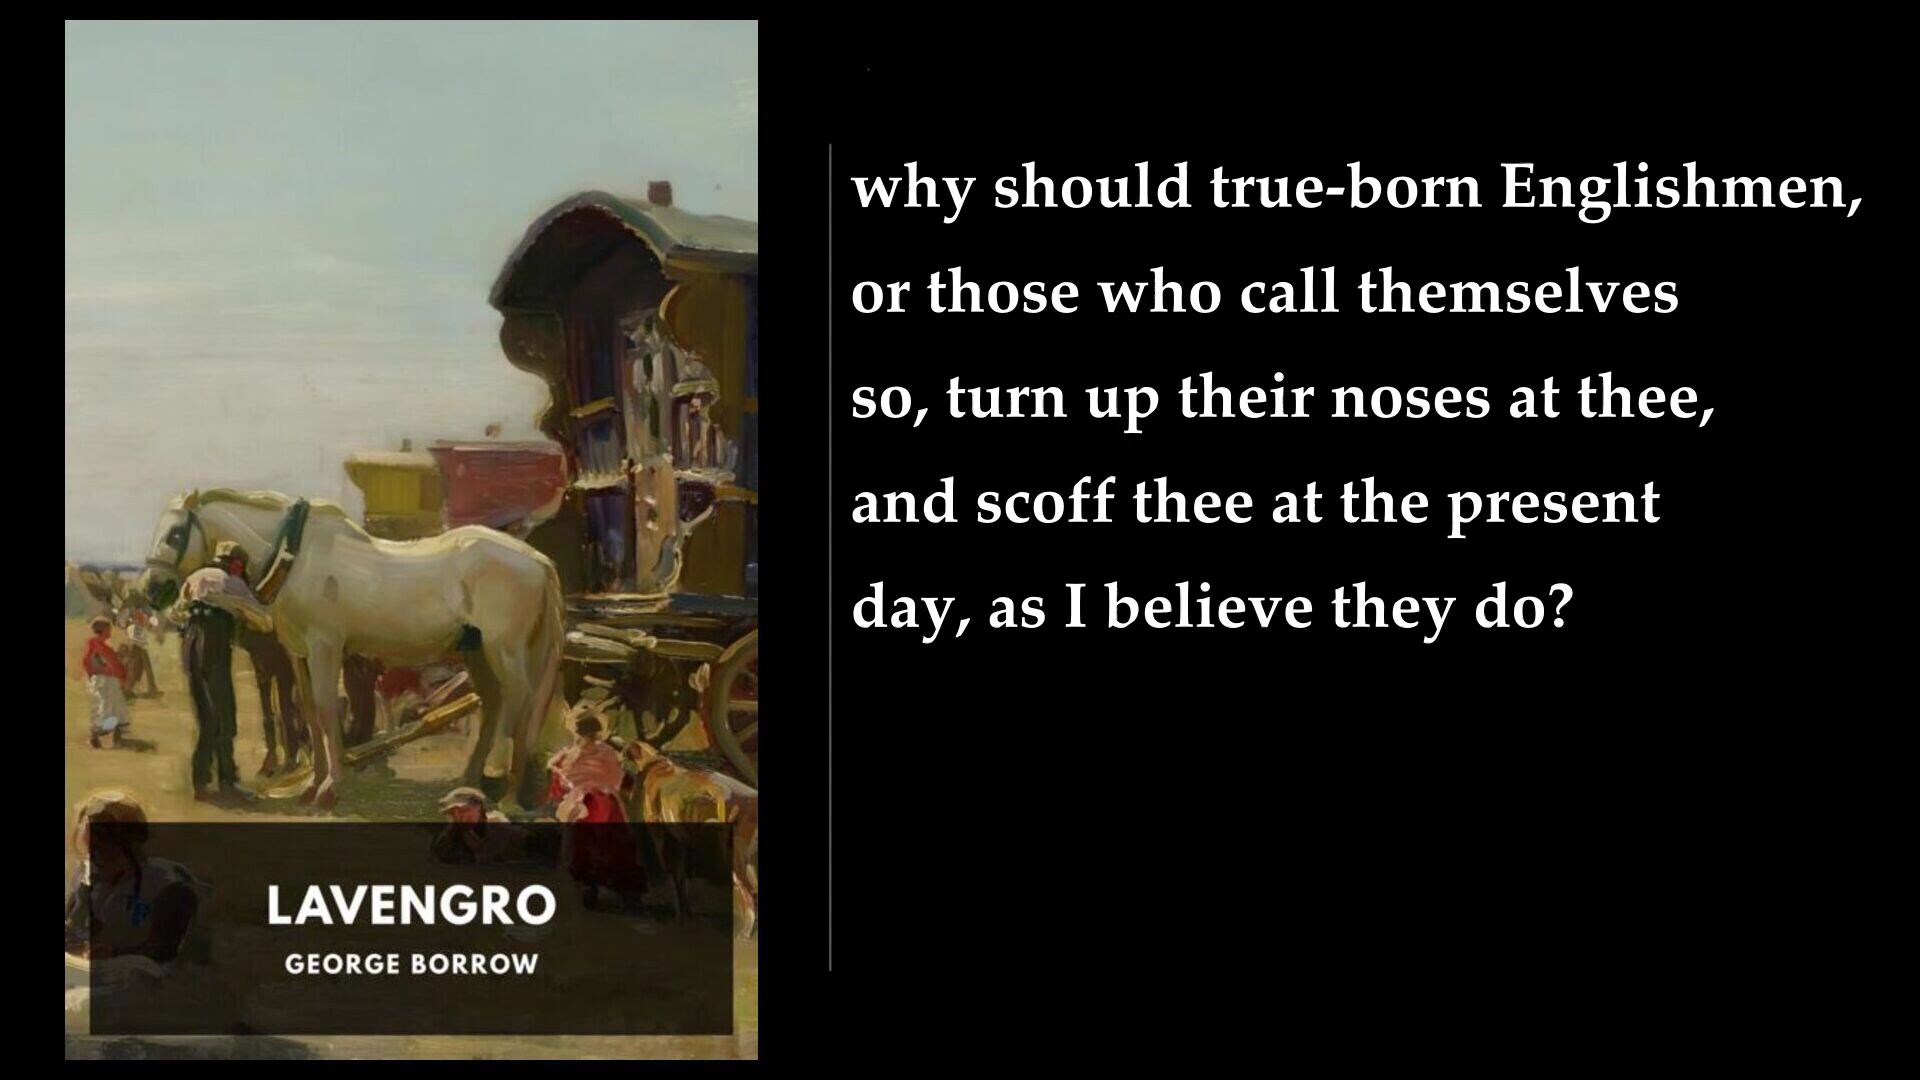 why should true-born Englishmen,
or those who call themselves
so, turn up their noses at thee,
and scoff thee at the present
day, as I believe they do?
LAVENGRO
GEORGE BORROW